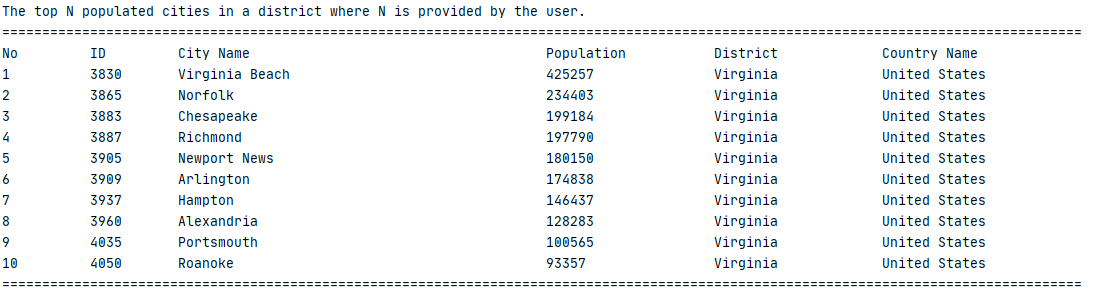 The top N populated cities in a district where N is provided by the user.
=======================================================================================================================================
No ID City Name Population District Country Name
1 3830 Virginia Beach 425257 Virginia United States
2 3865 Norfolk 234403 Virginia United States
3 3883 Chesapeake 199184 Virginia United States
4 3887 Richmond 197790 Virginia United States
5 3905 Newport News 180150 Virginia United States
6 3909 Arlington 174838 Virginia United States
7 3937 Hampton 146437 Virginia United States
8 3960 Alexandria 128283 Virginia United States
9 4035 Portsmouth 100565 Virginia United States
10 4050 Roanoke 93357 Virginia United States
=======================================================================================================================================